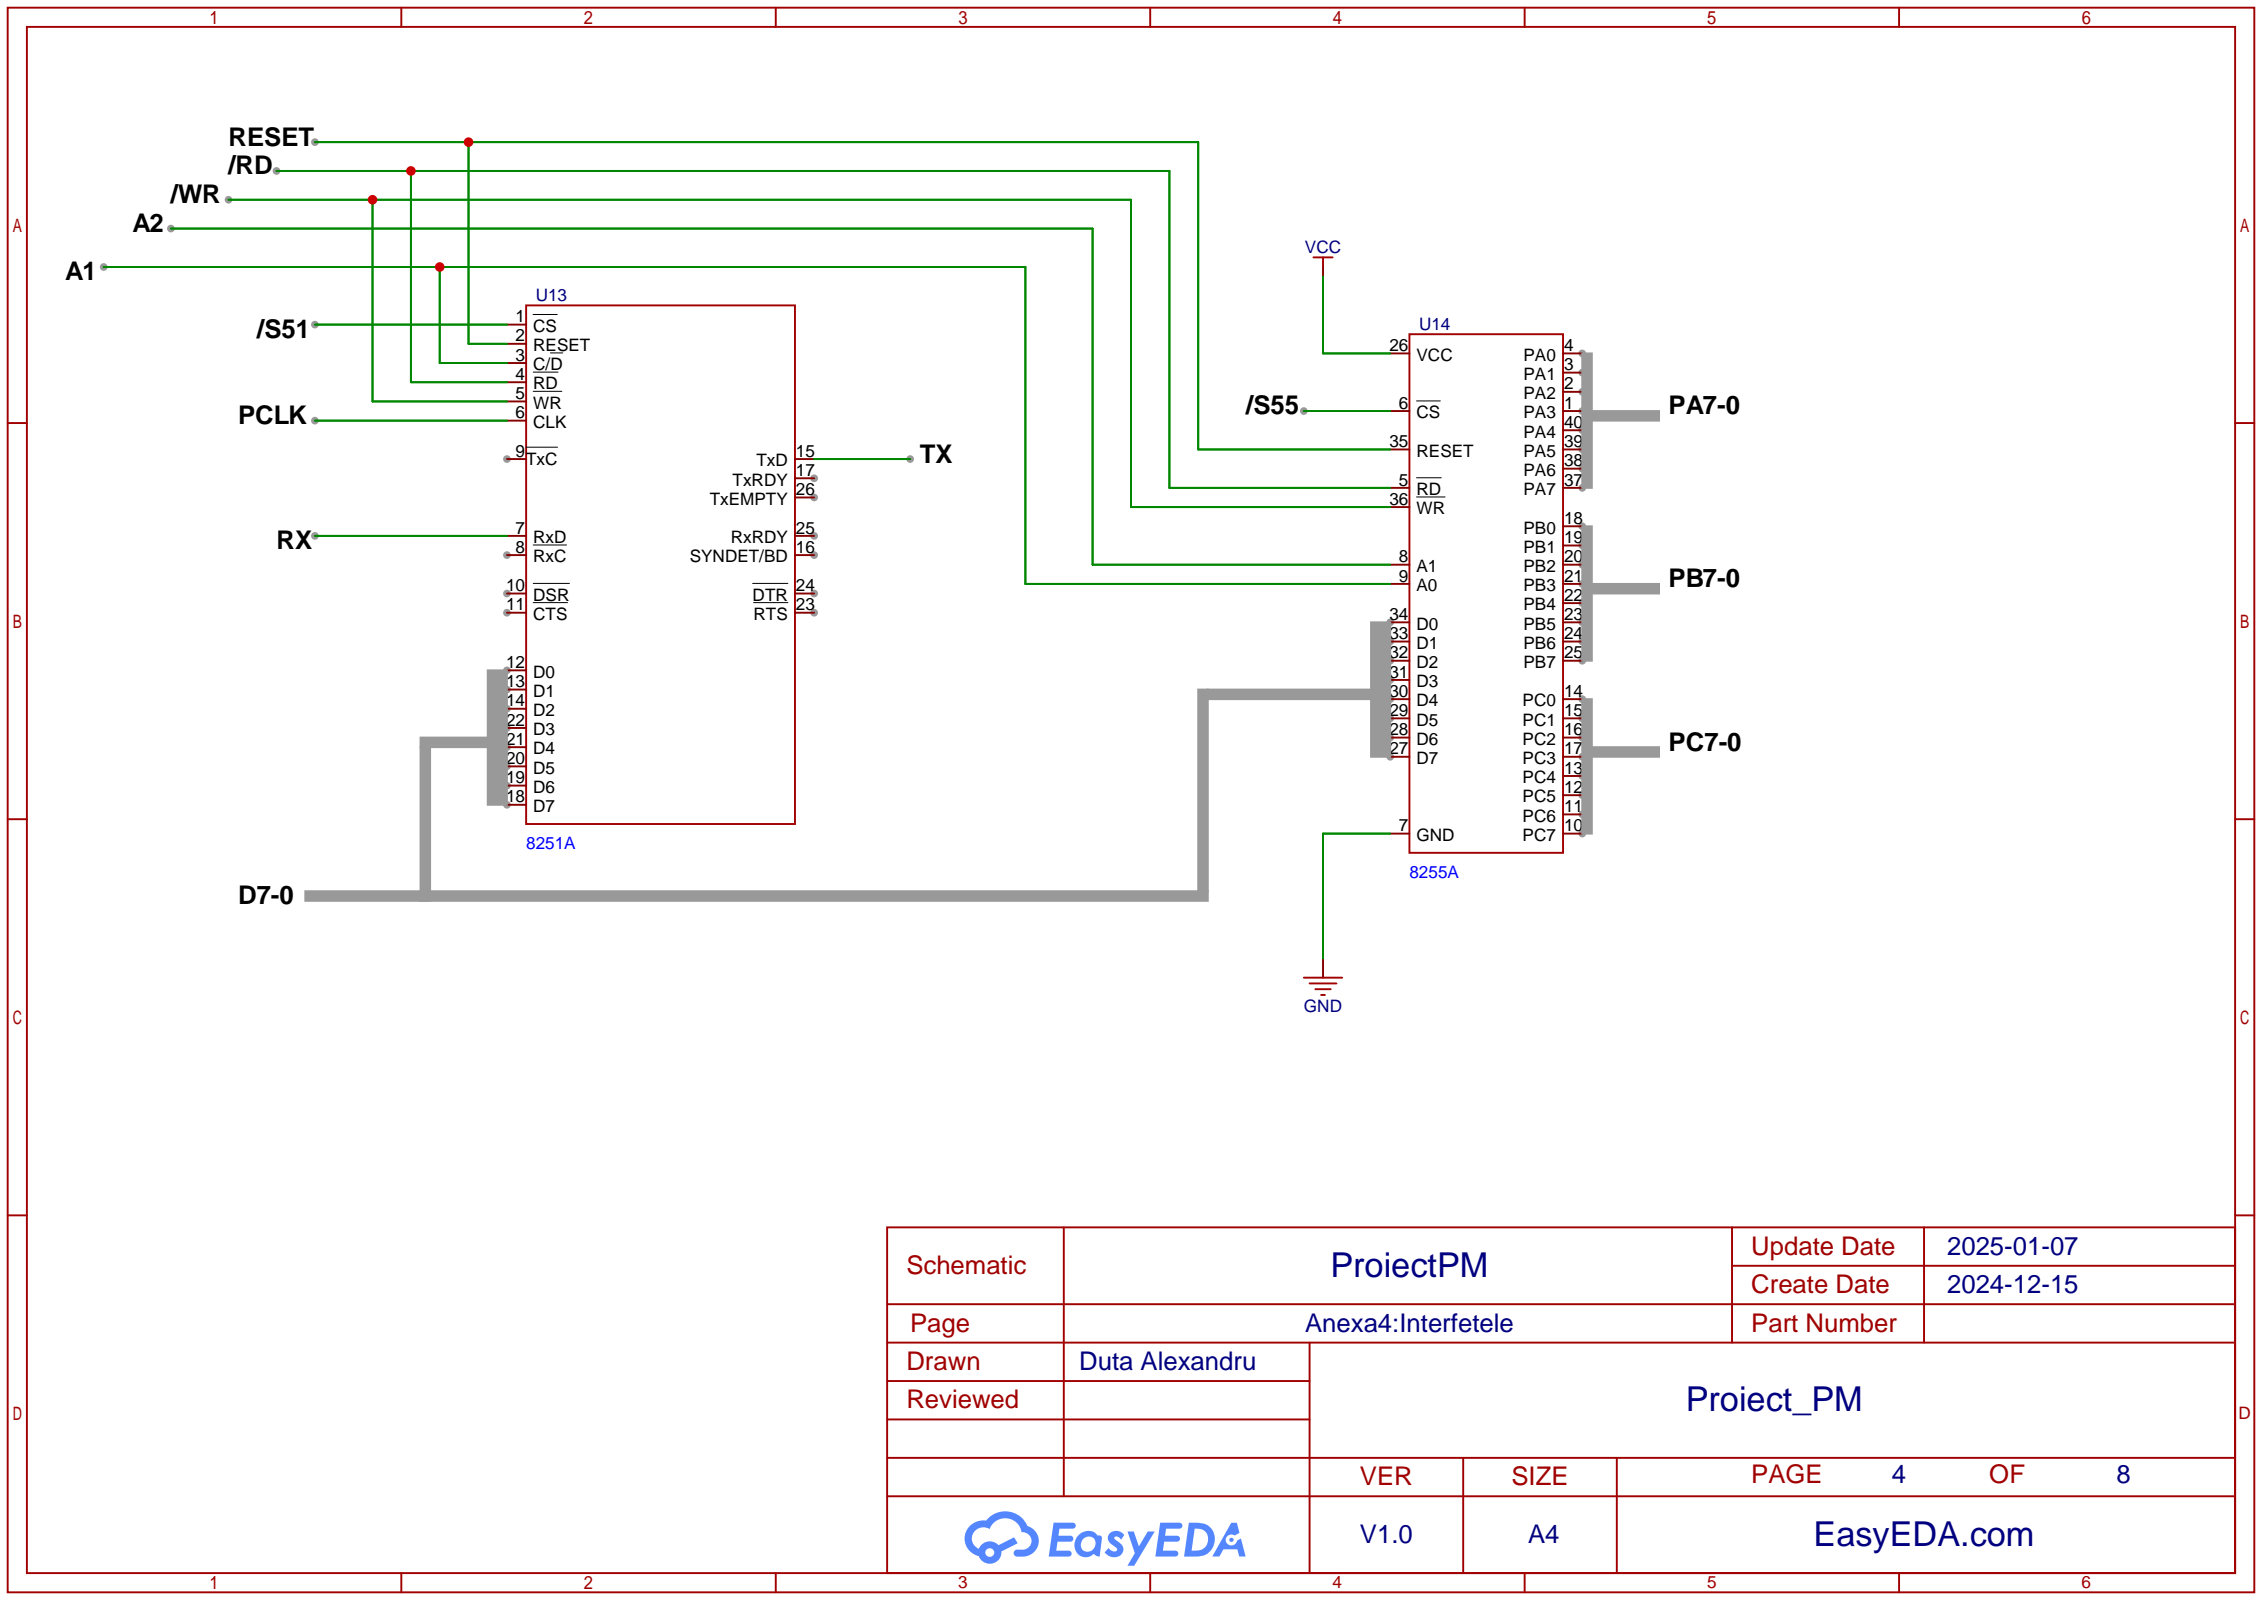 1 2 3 4 5 6
A A
B B
C C
D D
RESET
/RD
/WR
A2
A1
/S51
PCLK
RX
D7-0
U13
1 CS
2 RESET
3 C/D
4 RD
5 WR
6 CLK
9 TxC
7 RxD
8 RxC
10 DSR
11 CTS
12 D0
13 D1
14 D2
22 D3
21 D4
20 D5
19 D6
18 D7
TxD 15
TxRDY 17
TxEMPTY 26
RxRDY 25
SYNDET/BD 16
DTR 24
RTS 23
8251A
TX
VCC
/S55
U14
26 VCC
6 CS
35 RESET
5 RD
36 WR
8 A1
9 A0
34 D0
33 D1
32 D2
31 D3
30 D4
29 D5
28 D6
27 D7
7 GND
PA0 4
PA1 3
PA2 2
PA3 1
PA4 40
PA5 39
PA6 38
PA7 37
PB0 18
PB1 19
PB2 20
PB3 21
PB4 22
PB5 23
PB6 24
PB7 25
PC0 14
PC1 15
PC2 16
PC3 17
PC4 13
PC5 12
PC6 11
PC7 10
8255A
PA7-0
PB7-0
PC7-0
GND
Schematic ProiectPM Update Date 2025-01-07
Create Date 2024-12-15
Page Anexa4:Interfetele Part Number
Drawn Duta Alexandru
Reviewed
Proiect_PM
VER SIZE PAGE 4 OF 8
EasyEDA V1.0 A4 EasyEDA.com
1 2 3 4 5 6